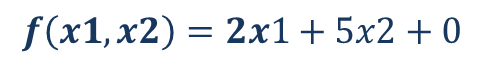 f(x1, x2) = 2x1 + 5x2 + 0